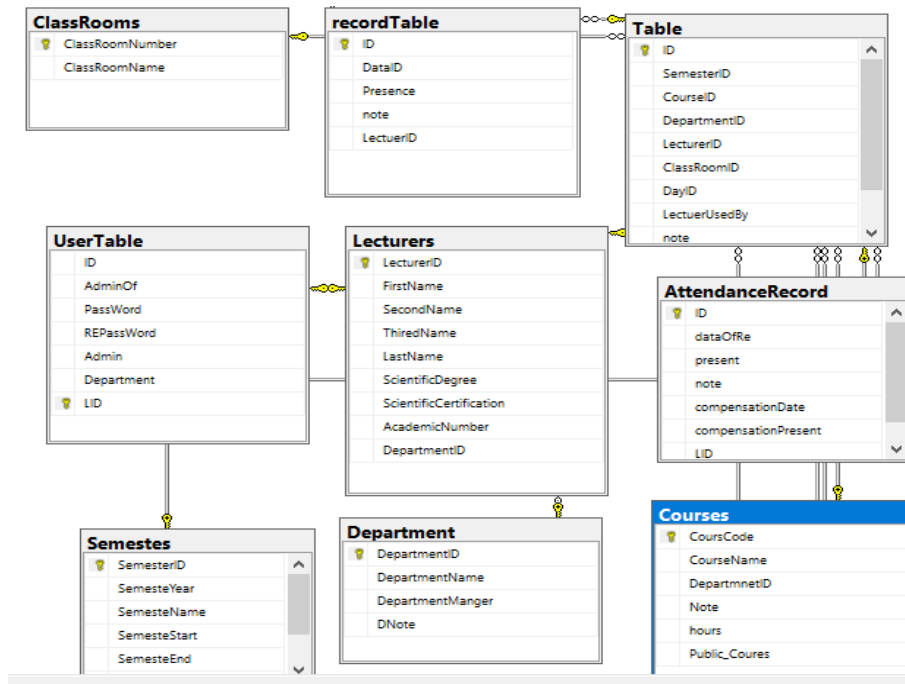 ClassRooms
ClassRoomNumber
ClassRoomName
recordTable
ID
DataID
Presence
note
LectuerID
Table
ID
SemesterID
CourseID
DepartmentID
LecturerID
ClassRoomID
DayID
LectuerUsedBy
note
UserTable
ID
AdminOf
PassWord
REPassWord
Admin
Department
LID
Lecturers
LecturerID
FirstName
SecondName
ThiredName
LastName
ScientificDegree
ScientificCertification
AcademicNumber
DepartmentID
AttendanceRecord
ID
dataOfRe
present
note
compensationDate
compensationPresent
LID
Semestes
SemesterID
SemesteYear
SemesteName
SemesteStart
SemesteEnd
Department
DepartmentID
DepartmentName
DepartmentManger
DNote
Courses
CoursCode
CourseName
DepartmnetID
Note
hours
Public_Coures